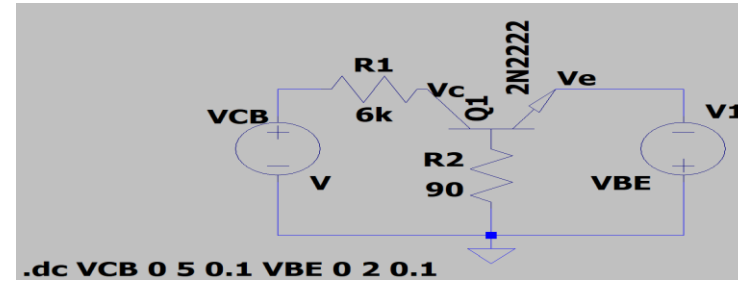 R1
6k
Vc
Q1
2N2222
Ve
VCB
V
R2
90
V1
VBE
.dc VCB 0 5 0.1 VBE 0 2 0.1